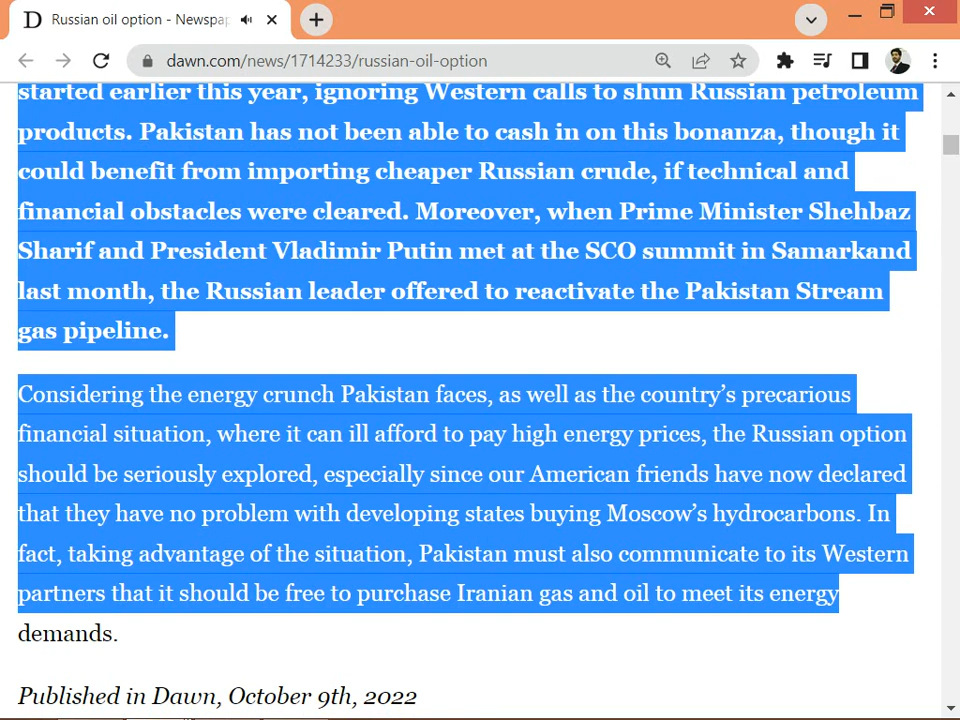 D Russian oil option - Newspap
dawn.com/news/1714233/russian-oil-option
started earlier this year, ignoring Western calls to shun Russian petroleum
products. Pakistan has not been able to cash in on this bonanza, though it
could benefit from importing cheaper Russian crude, if technical and
financial obstacles were cleared. Moreover, when Prime Minister Shehbaz
Sharif and President Vladimir Putin met at the SCO summit in Samarkand
last month, the Russian leader offered to reactivate the Pakistan Stream
gas pipeline.
Considering the energy crunch Pakistan faces, as well as the country’s precarious
financial situation, where it can ill afford to pay high energy prices, the Russian option
should be seriously explored, especially since our American friends have now declared
that they have no problem with developing states buying Moscow’s hydrocarbons. In
fact, taking advantage of the situation, Pakistan must also communicate to its Western
partners that it should be free to purchase Iranian gas and oil to meet its energy
demands.
Published in Dawn, October 9th, 2022